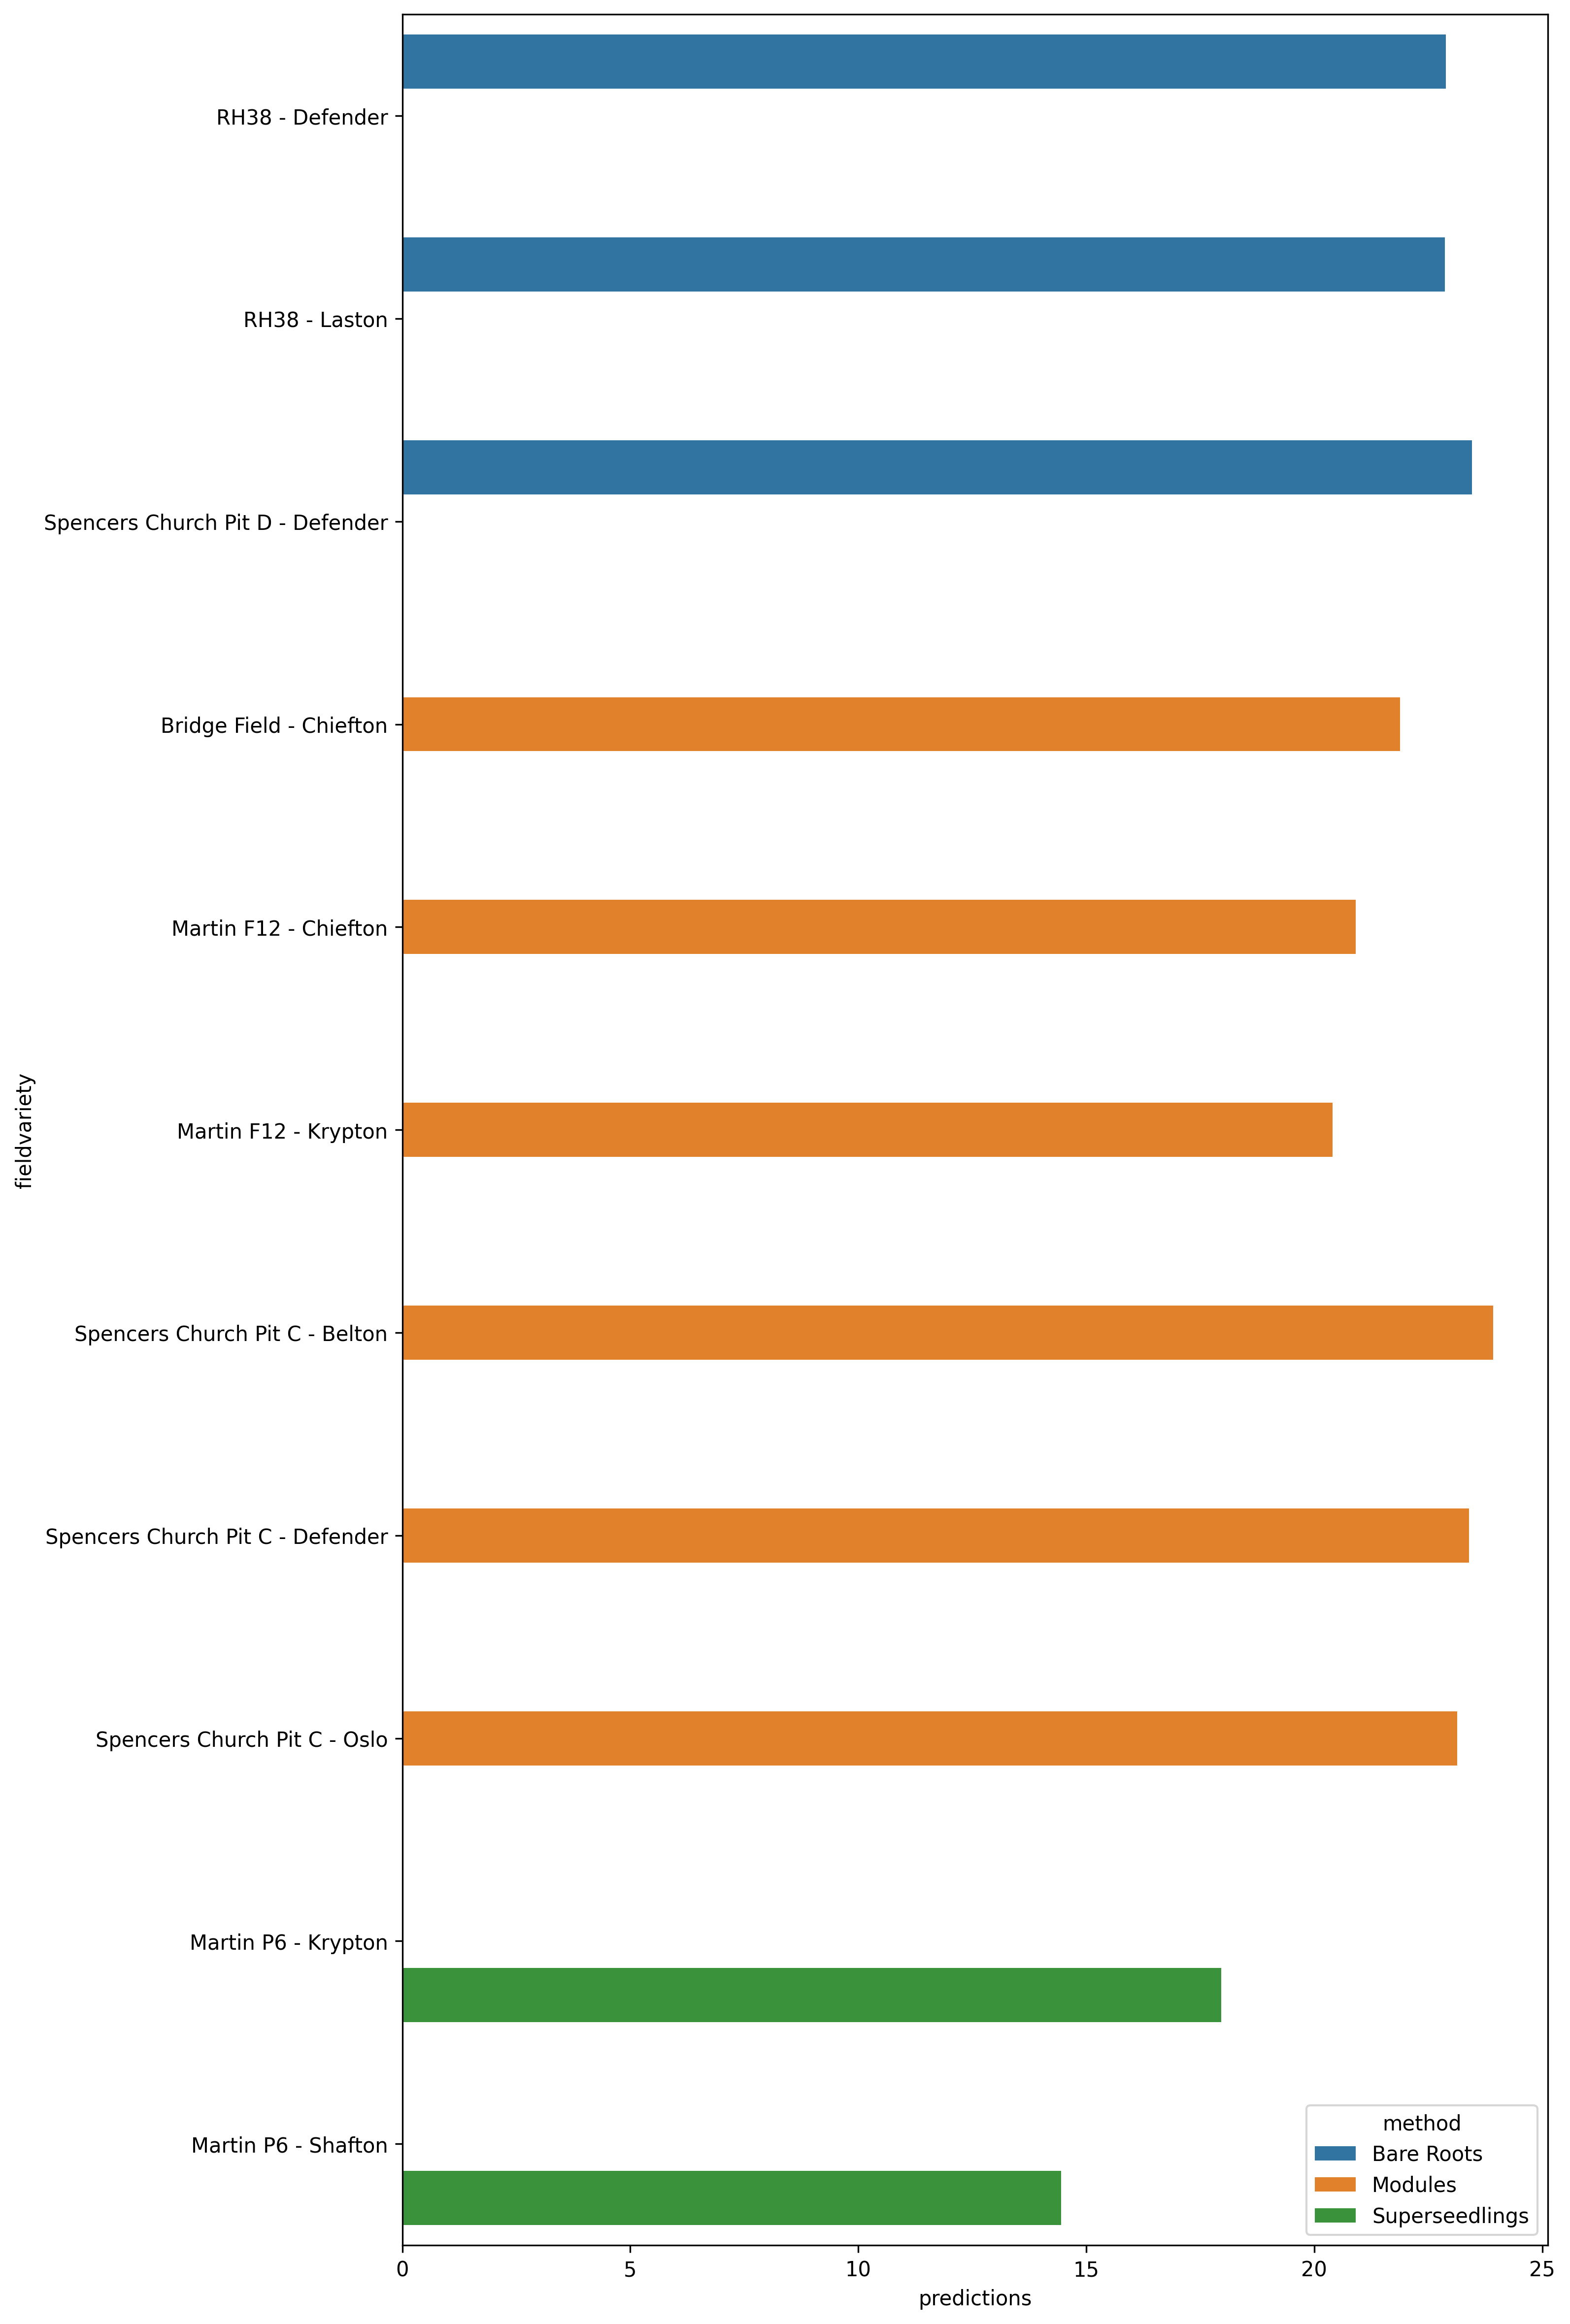 RH38 - Defender
RH38 - Laston
Spencers Church Pit D - Defender
Bridge Field - Chiefton
Martin F12 - Chiefton
Martin F12 - Krypton
Spencers Church Pit C - Belton
Spencers Church Pit C - Defender
Spencers Church Pit C - Oslo
Martin P6 - Krypton
Martin P6 - Shafton
fieldvariety
method
Bare Roots
Modules
Superseedlings
0 5 10 15 20 25
predictions